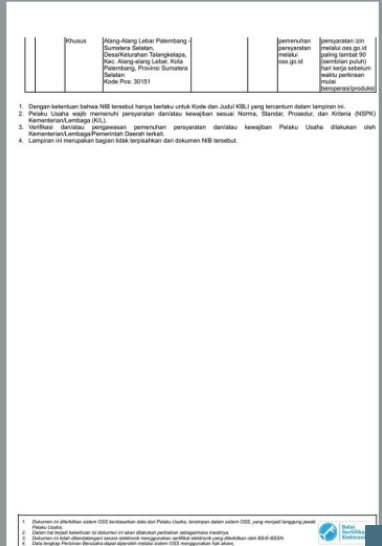 Khusus
Alang-Alang Lebar Palembang -
Sumatera Selatan,
Desa/Kelurahan Talangkelapa,
Kec. Alang-alang Lebar, Kota
Palembang, Provinsi Sumatera
Selatan
Kode Pos: 30151
pemenuhan
persyaratan
melalui
oss.go.id
persyaratan izin
melalui oss.go.id
paling lambat 90
(sembilan puluh)
hari kerja sebelum
waktu perkiraan
mulai
beroperasi/produksi
1. Dengan ketentuan bahwa NIB tersebut hanya berlaku untuk Kode dan Judul KBLI yang tercantum dalam lampiran ini.
2. Pelaku Usaha wajib memenuhi persyaratan dan/atau kewajiban sesuai Norma, Standar, Prosedur, dan Kriteria (NSPK)
Kementerian/Lembaga (K/L).
3. Verifikasi dan/atau pengawasan pemenuhan persyaratan dan/atau kewajiban Pelaku Usaha dilakukan oleh
Kementerian/Lembaga/Pemerintah Daerah terkait.
4. Lampiran ini merupakan bagian tidak terpisahkan dari dokumen NIB tersebut.
1. Dokumen ini diterbitkan sistem OSS berdasarkan data dari Pelaku Usaha, tersimpan dalam sistem OSS, yang menjadi tanggung jawab
Pelaku Usaha.
2. Dalam hal terjadi kekeliruan isi dokumen ini akan dilakukan perbaikan sebagaimana mestinya.
3. Dokumen ini telah ditandatangani secara elektronik menggunakan sertifikat elektronik yang diterbitkan oleh BSrE-BSSN.
4. Data lengkap Perizinan Berusaha dapat diperoleh melalui sistem OSS menggunakan hak akses.
Balai
Sertifikasi
Elektronik